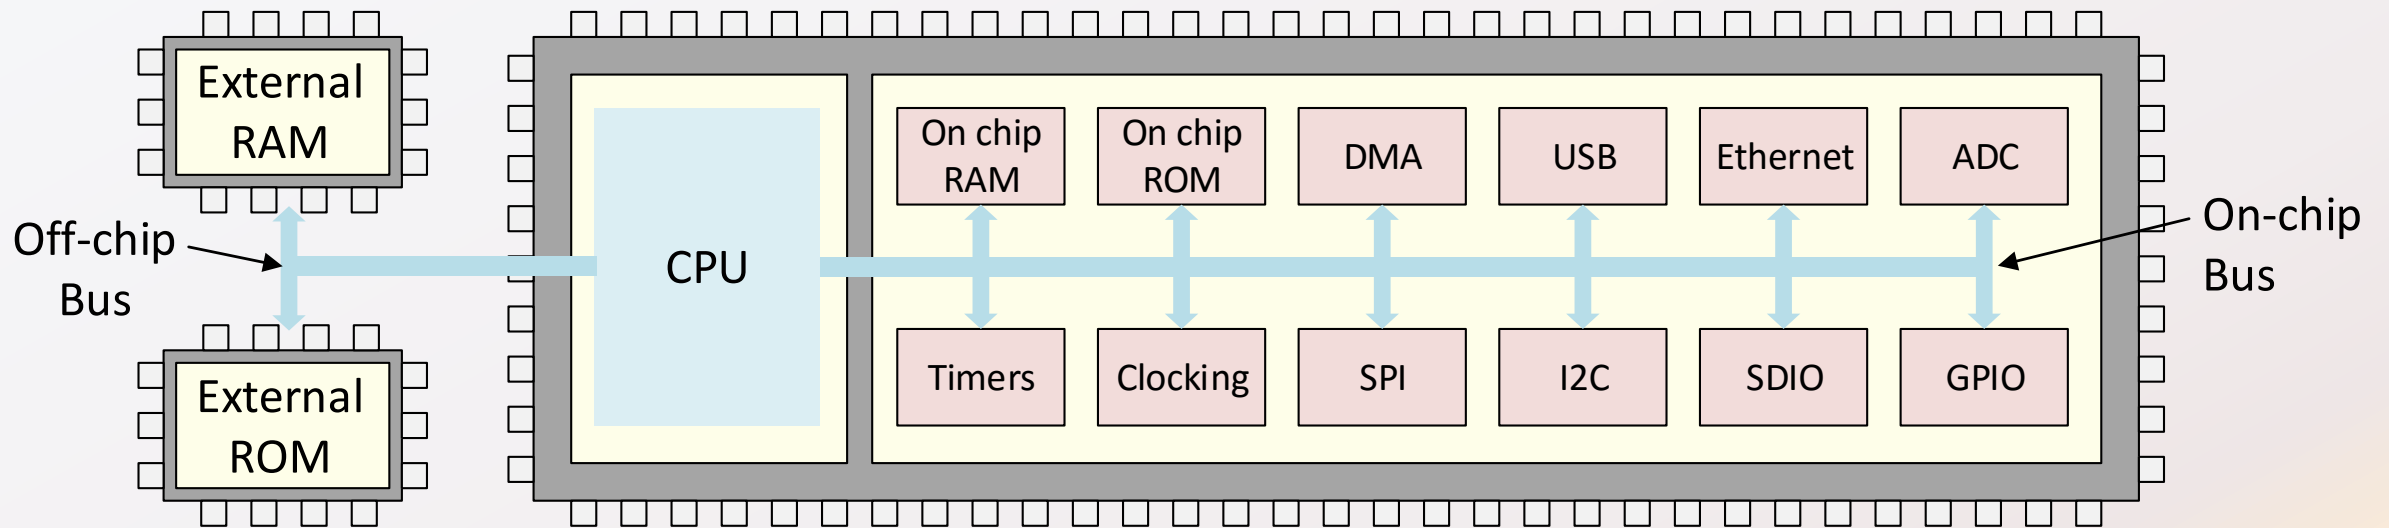 External
RAM
Off-chip
Bus
External
ROM
CPU
On chip
RAM
On chip
ROM
DMA
USB
Ethernet
ADC
Timers
Clocking
SPI
I2C
SDIO
GPIO
On-chip
Bus